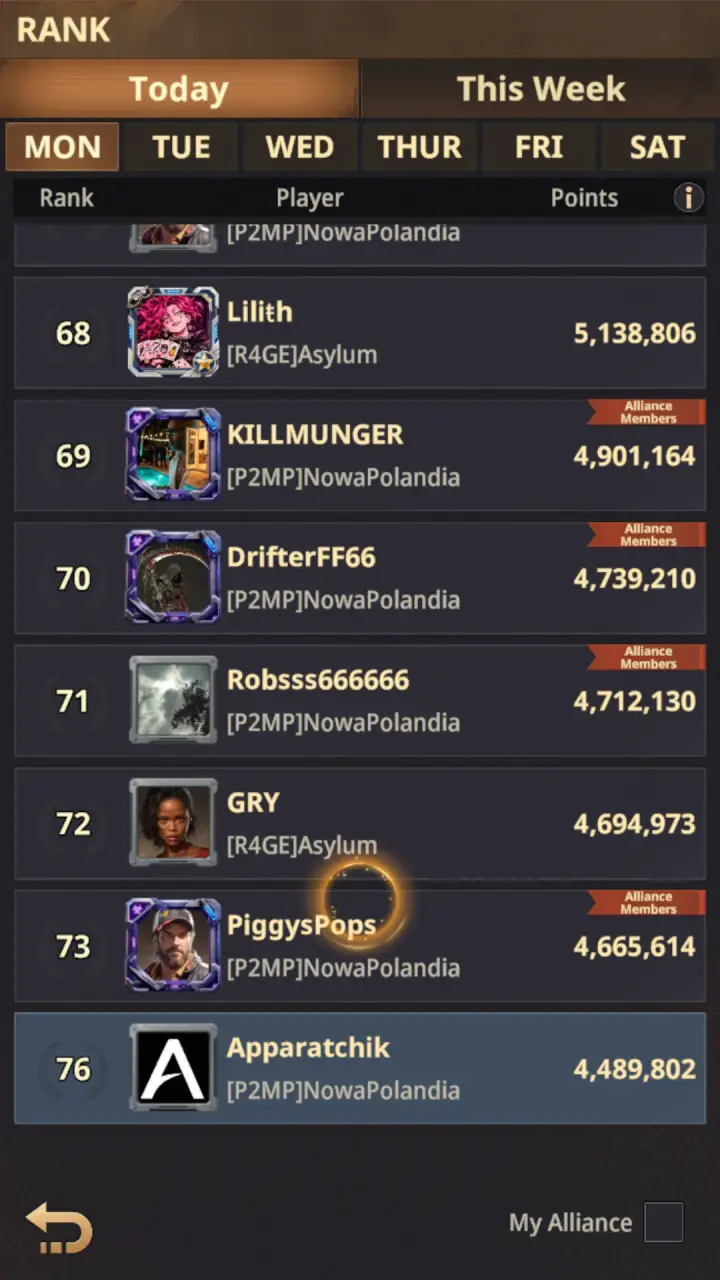 RANK
Today
This Week
MON
TUE
WED
THUR
FRI
SAT
Rank
Player
Points
[P2MP]NowaPolandia
68
Lilith
[R4GE]Asylum
5,138,806
69
KILLMUNGER
[P2MP]NowaPolandia
Alliance
Members
4,901,164
70
DrifterFF66
[P2MP]NowaPolandia
Alliance
Members
4,739,210
71
Robsss666666
[P2MP]NowaPolandia
Alliance
Members
4,712,130
72
GRY
[R4GE]Asylum
4,694,973
73
PiggysPops
[P2MP]NowaPolandia
Alliance
Members
4,665,614
76
Apparatchik
[P2MP]NowaPolandia
4,489,802
My Alliance